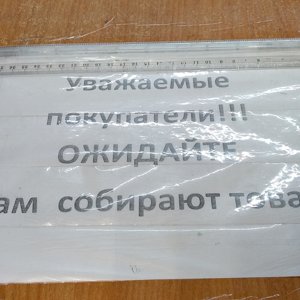 Уважаемые
покупатели!!!
ОЖИДАЙТЕ
ам собирают това